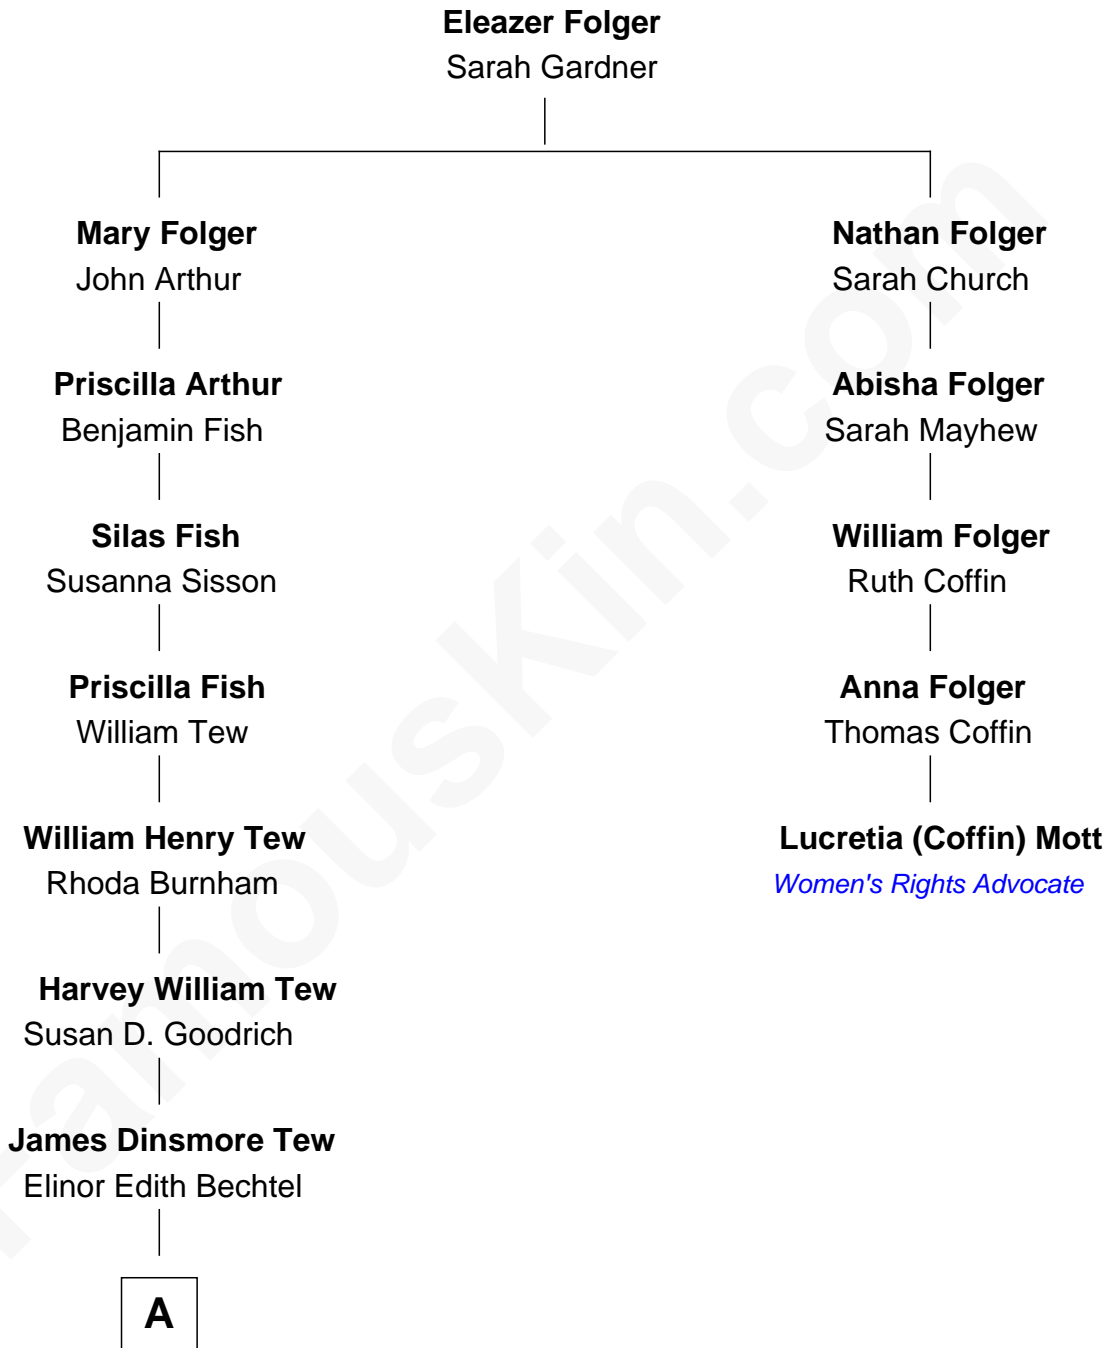 Eleazer Folger
Sarah Gardner
Mary Folger
John Arthur
Nathan Folger
Sarah Church
Priscilla Arthur
Benjamin Fish
Abisha Folger
Sarah Mayhew
Silas Fish
Susanna Sisson
William Folger
Ruth Coffin
Priscilla Fish
William Tew
Anna Folger
Thomas Coffin
William Henry Tew
Rhoda Burnham
Lucretia (Coffin) Mott
Women's Rights Advocate
Harvey William Tew
Susan D. Goodrich
James Dinsmore Tew
Elinor Edith Bechtel
A
FamousKin.com